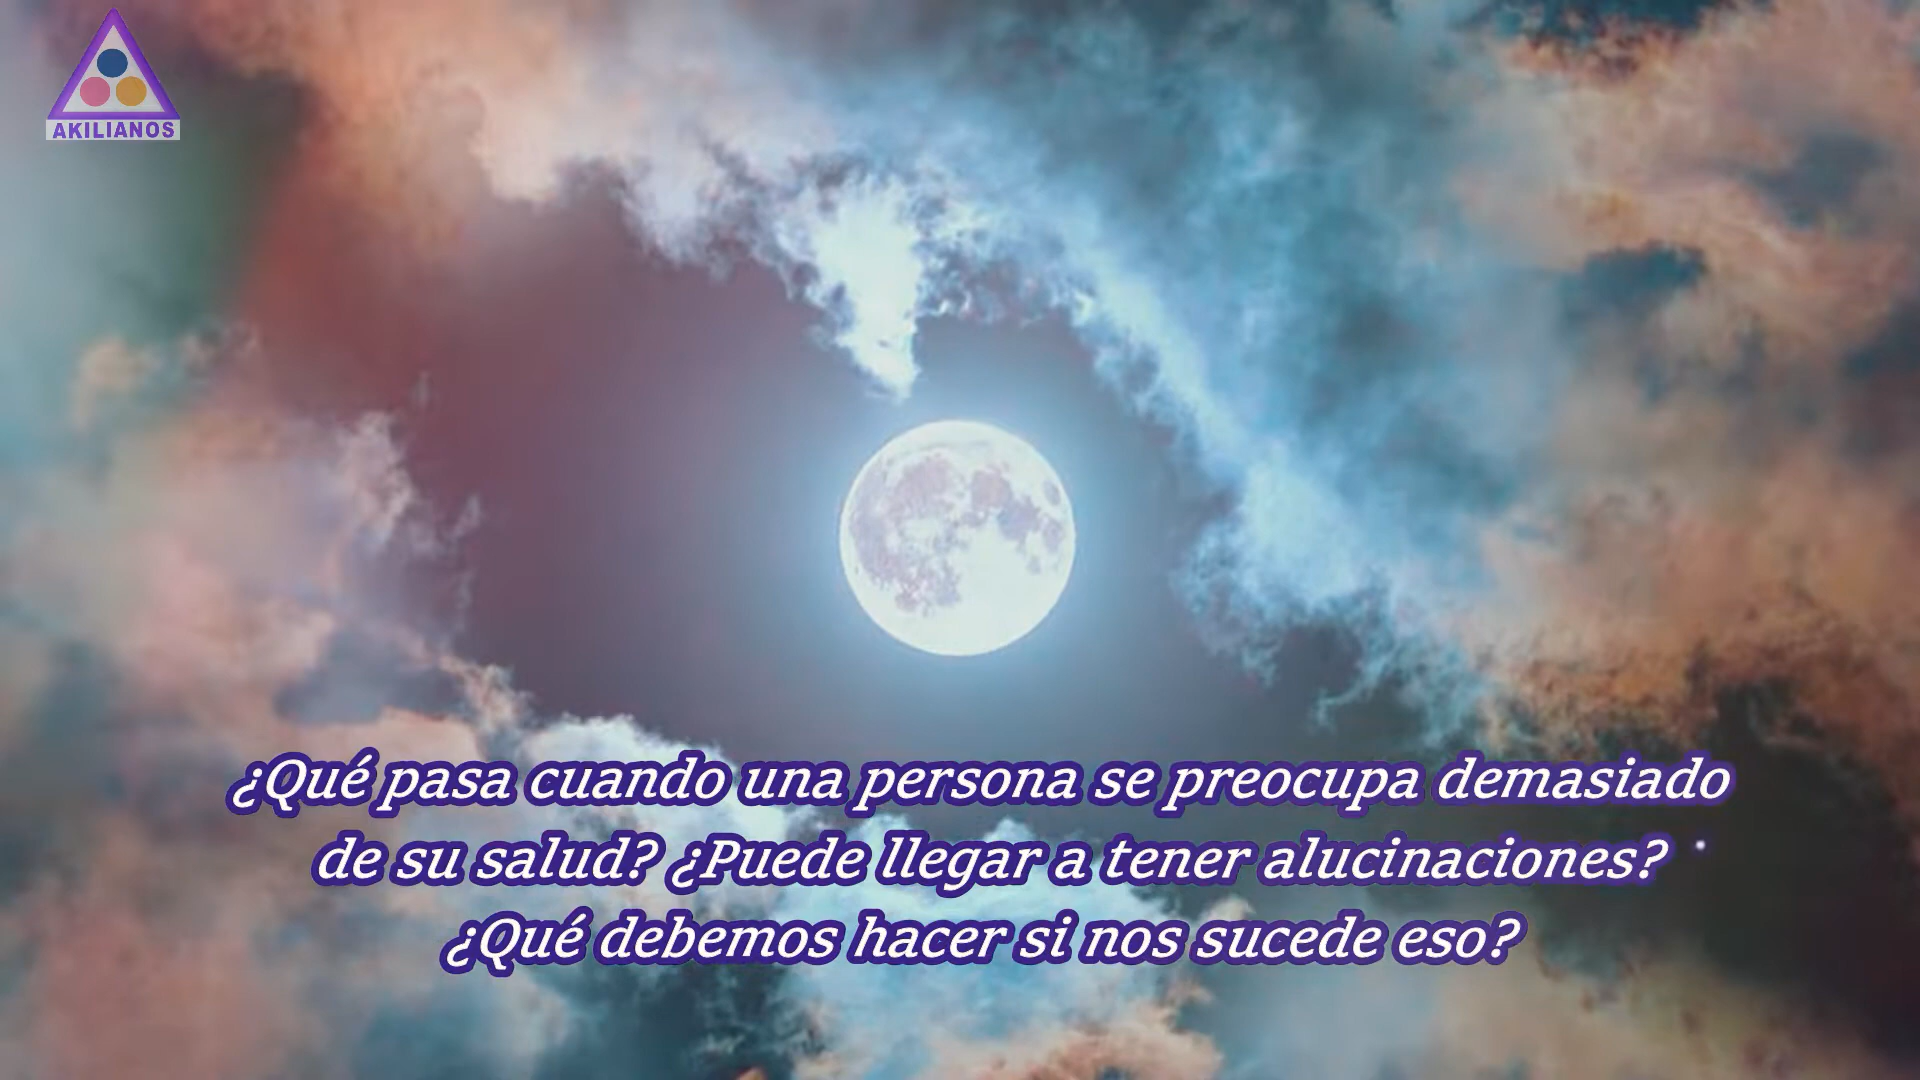 AKILIANOS
¿Qué pasa cuando una persona se preocupa demasiado
de su salud? ¿Puede llegar a tener alucinaciones?
¿Qué debemos hacer si nos sucede eso?